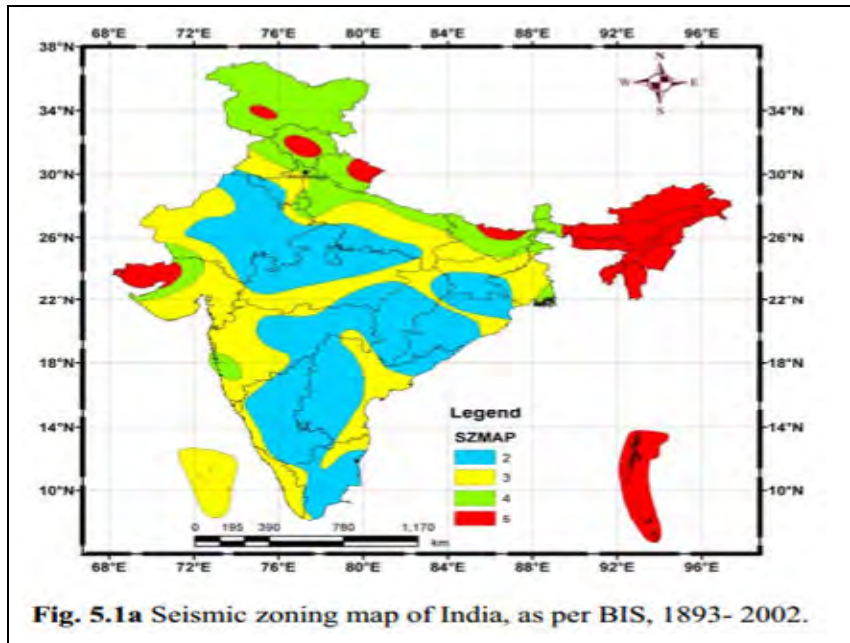 68°E 72°E 76°E 80°E 84°E 88°E 92°E 96°E
38°N
34°N
30°N
26°N
22°N
18°N
14°N
10°N
38°N
34°N
30°N
26°N
22°N
18°N
14°N
10°N
N
W E
S
Legend
SZMAP
2
3
4
5
0 195 390 780 1,170
km
68°E 72°E 76°E 80°E 84°E 88°E 92°E 96°E
Fig. 5.1a Seismic zoning map of India, as per BIS, 1893- 2002.